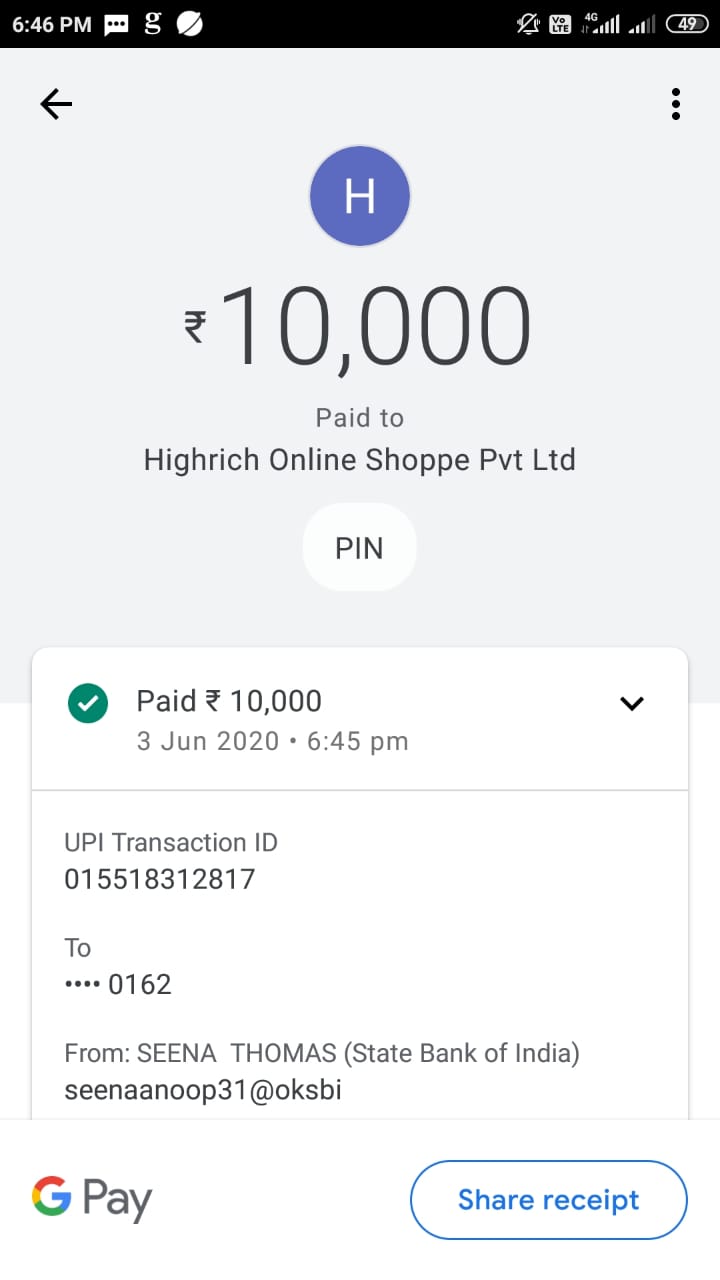 6:46 PM
g
Vo LTE
4G
49
H
₹10,000
Paid to
Highrich Online Shoppe Pvt Ltd
PIN
Paid ₹ 10,000
3 Jun 2020 • 6:45 pm
UPI Transaction ID
015518312817
To
•••• 0162
From: SEENA  THOMAS (State Bank of India)
seenaanoop31@oksbi
G Pay
Share receipt